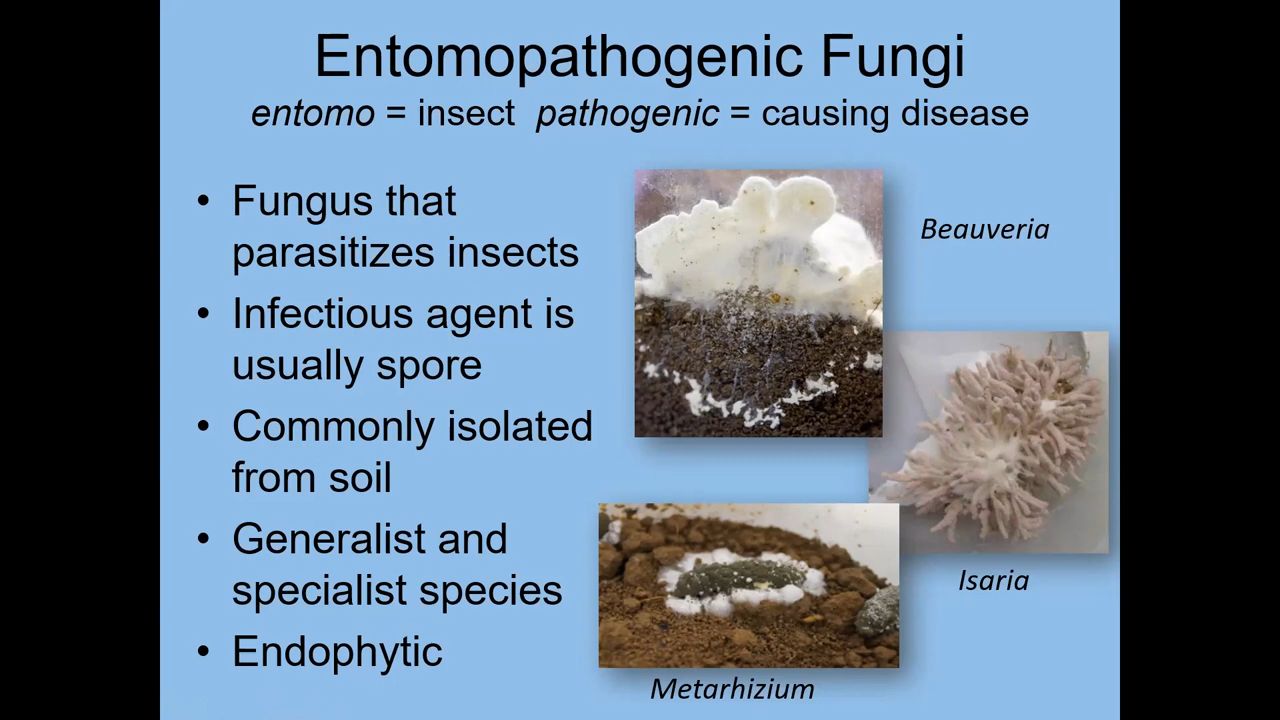 Entomopathogenic Fungi
entomo = insect pathogenic = causing disease
• Fungus that
parasitizes insects
• Infectious agent is
usually spore
• Commonly isolated
from soil
• Generalist and
specialist species
• Endophytic
Beauveria
Isaria
Metarhizium